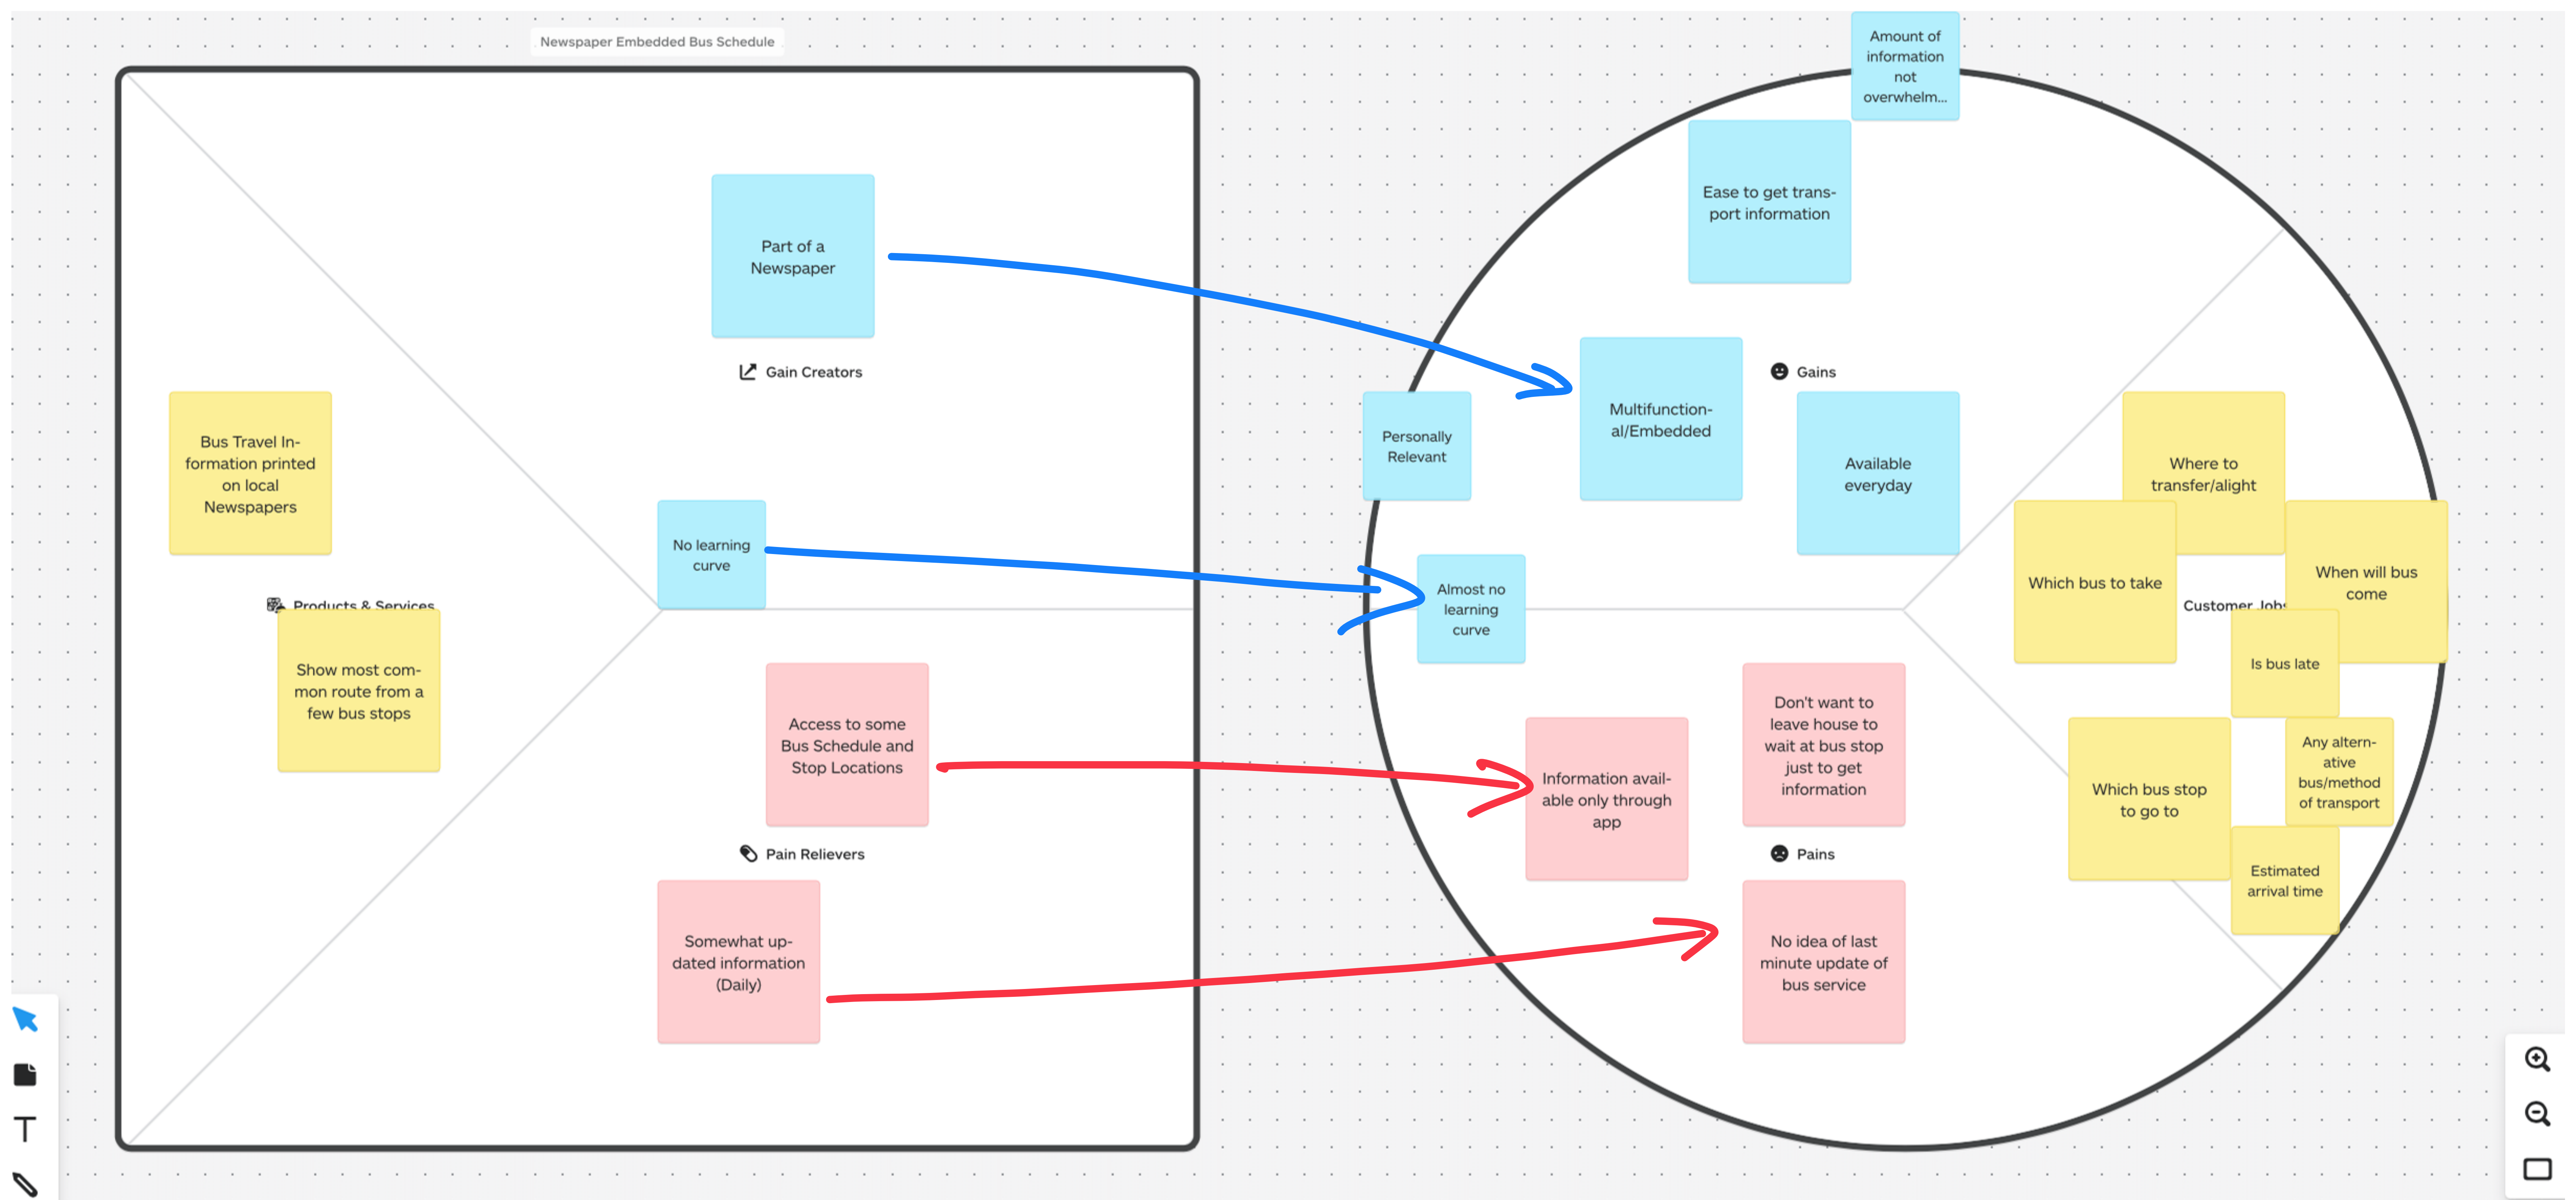 Newspaper Embedded Bus Schedule
Part of a
Newspaper
Gain Creators
Bus Travel In-
formation printed
on local
Newspapers
No learning
curve
Products & Services
Show most com-
mon route from a
few bus stops
Access to some
Bus Schedule and
Stop Locations
Pain Relievers
Somewhat up-
dated information
(Daily)
Amount of
information
not
overwhelm...
Ease to get trans-
port information
Gains
Multifunction-
al/Embedded
Personally
Relevant
Available
everyday
Almost no
learning
curve
Where to
transfer/alight
Which bus to take
When will bus
come
Customer Jobs
Is bus late
Any altern-
ative
bus/method
of transport
Which bus stop
to go to
Estimated
arrival time
Don't want to
leave house to
wait at bus stop
just to get
information
Information avail-
able only through
app
Pains
No idea of last
minute update of
bus service
T